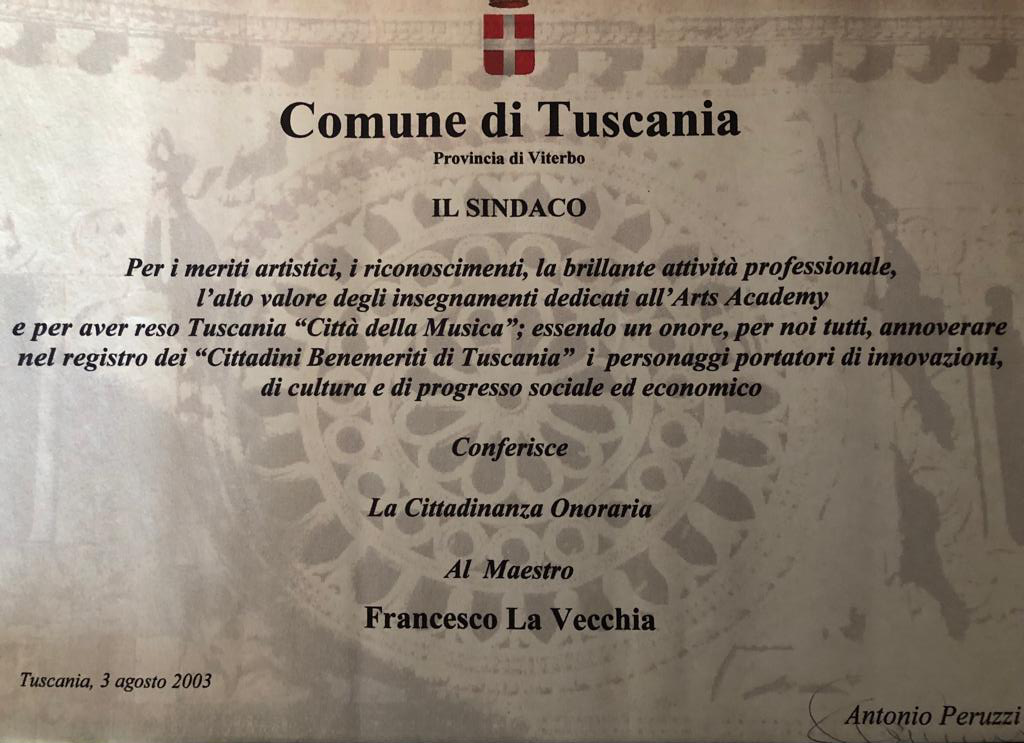 Comune di Tuscania
Provincia di Viterbo
IL SINDACO
Per i meriti artistici, i riconoscimenti, la brillante attività professionale,
l'alto valore degli insegnamenti dedicati all'Arts Academy
e per aver reso Tuscania “Città della Musica”; essendo un onore, per noi tutti, annoverare
nel registro dei “Cittadini Benemeriti di Tuscania” i personaggi portatori di innovazioni,
di cultura e di progresso sociale ed economico
Conferisce
La Cittadinanza Onoraria
Al Maestro
Francesco La Vecchia
Tuscania, 3 agosto 2003
Antonio Peruzzi